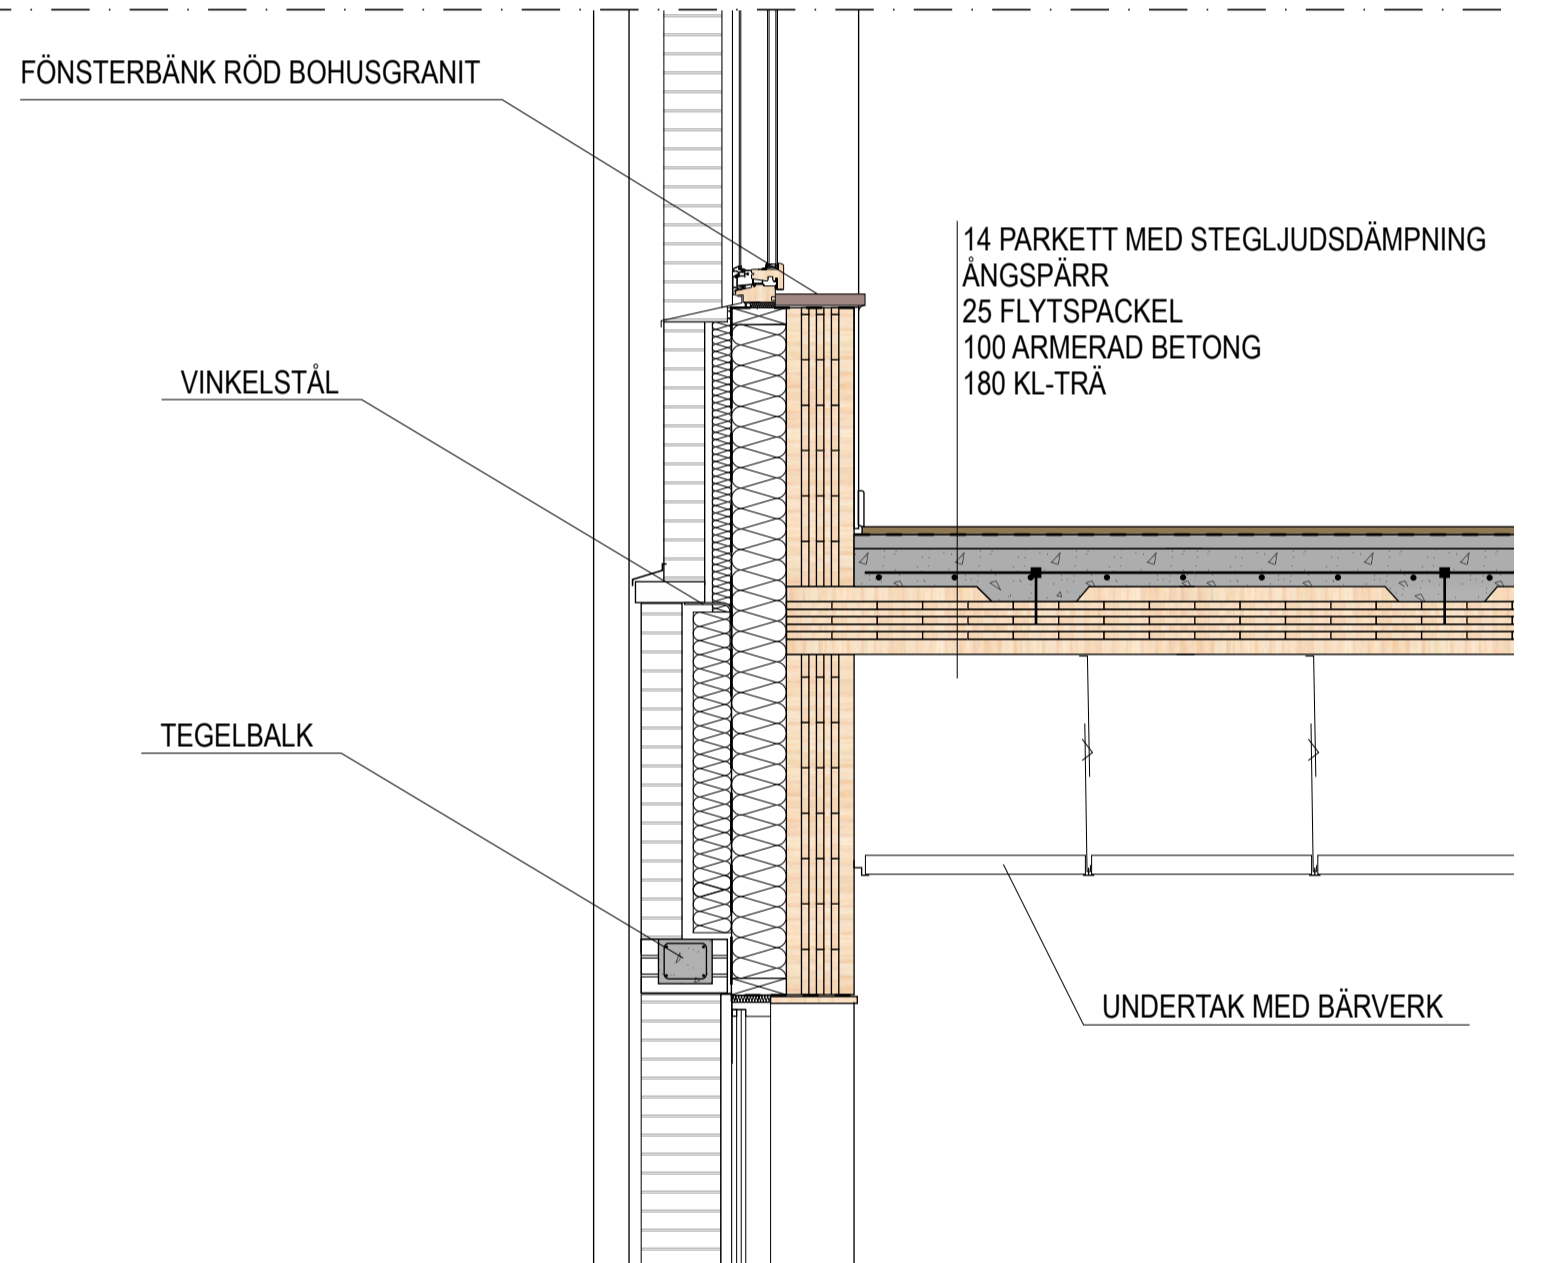 FÖNSTERBÄNK RÖD BOHUSGRANIT
14 PARKETT MED STEGLJUDSDÄMPNING
ÅNGSPÄRR
25 FLYTSPACKEL
100 ARMERAD BETONG
180 KL-TRÄ
VINKELSTÅL
TEGELBALK
UNDERTAK MED BÄRVERK